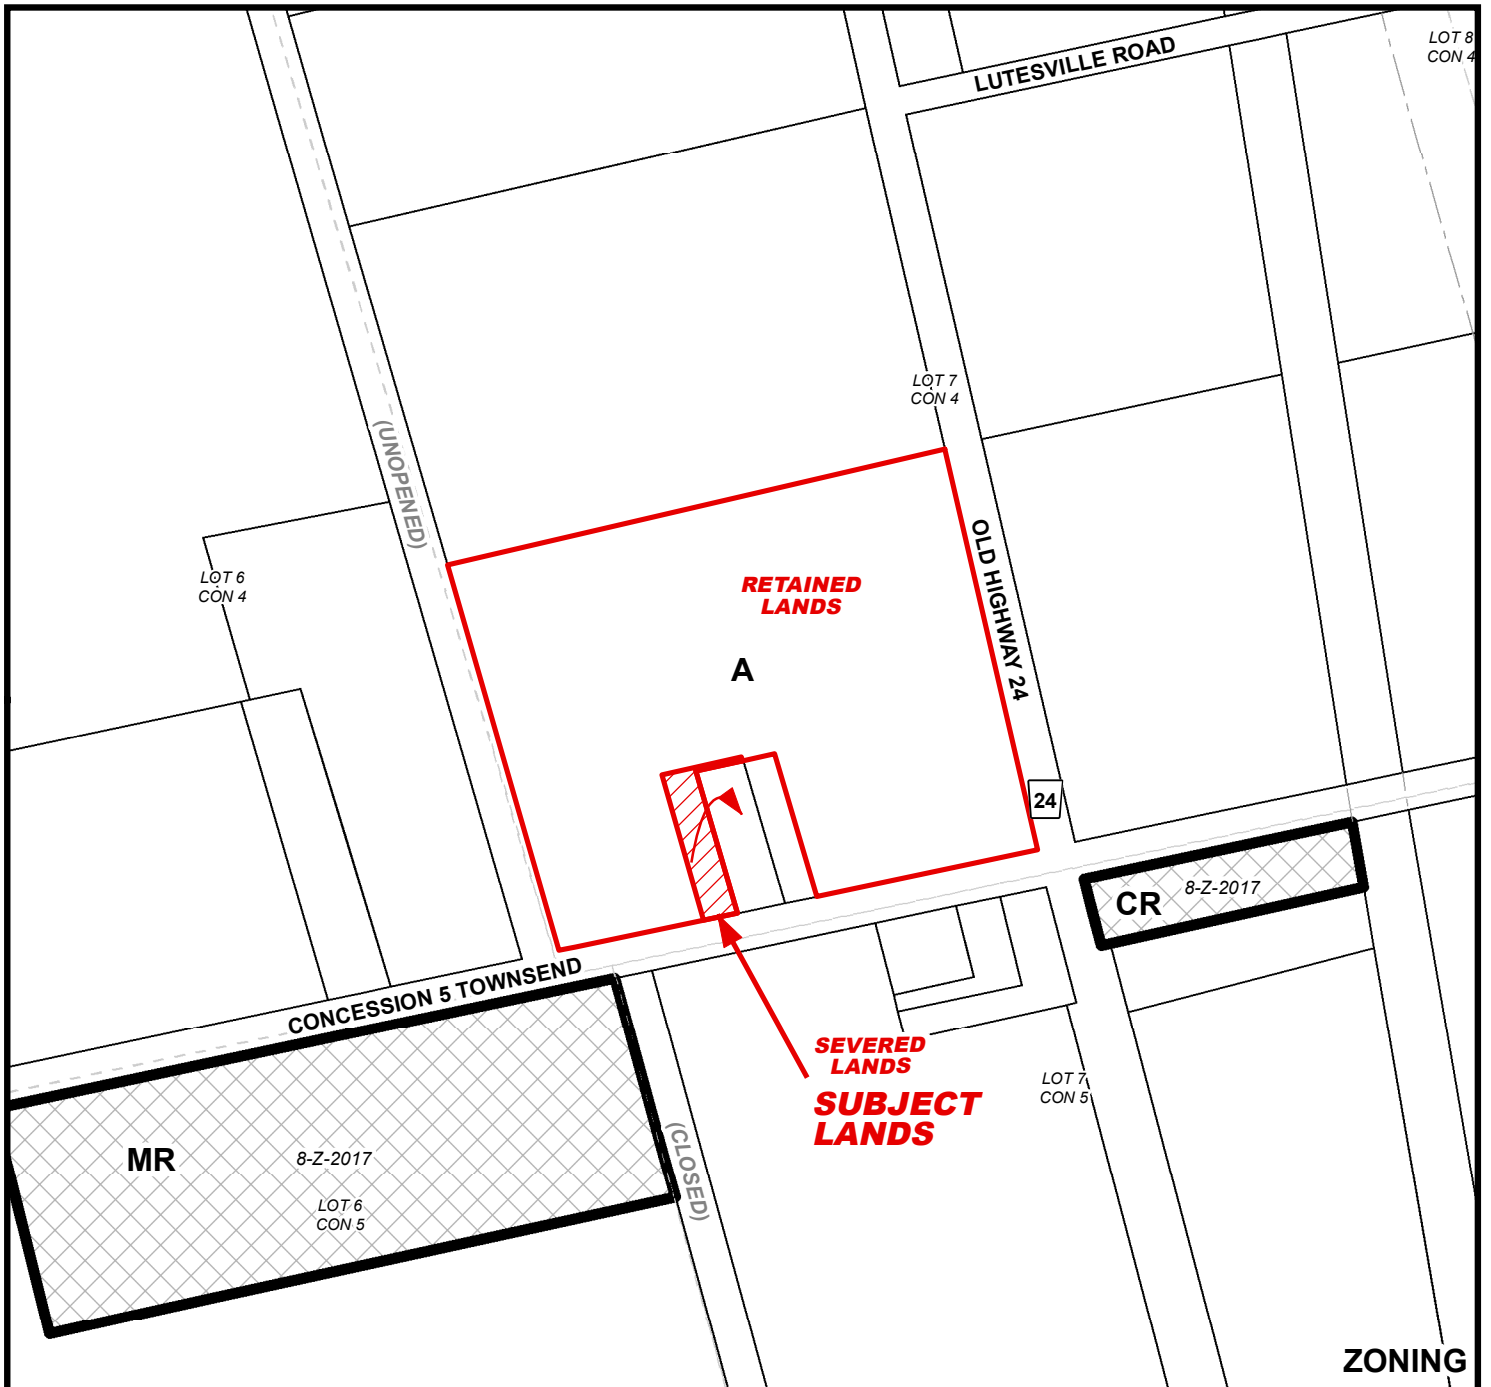 LOT 8
CON 4
LUTESVILLE ROAD
LOT 7
CON 4
(UNOPENED)
OLD HIGHWAY 24
LOT 6
CON 4
RETAINED
LANDS
A
24
CR
8-Z-2017
CONCESSION 5 TOWNSEND
SEVERED
LANDS
SUBJECT
LANDS
LOT 7
CON 5
MR
8-Z-2017
(CLOSED)
LOT 6
CON 5
ZONING